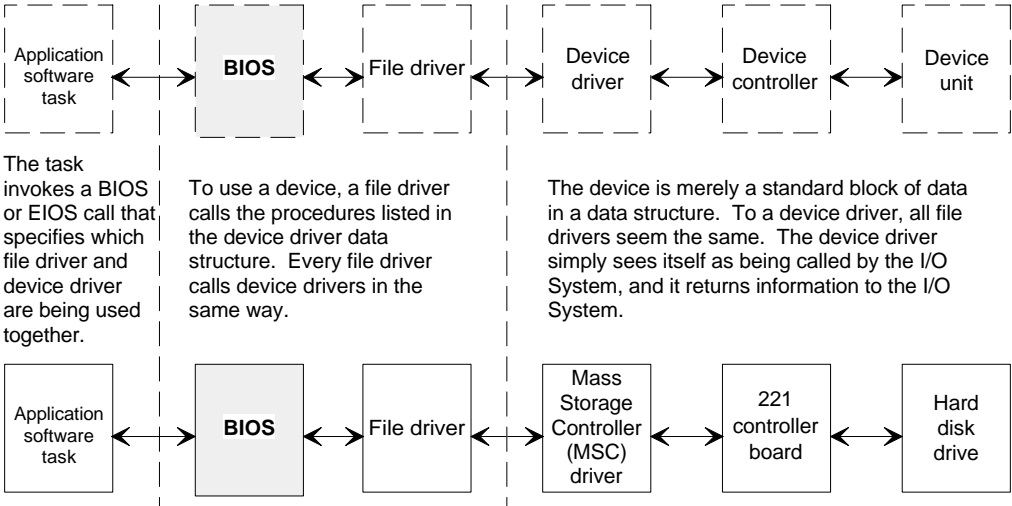 Application
software
task
BIOS
File driver
Device
driver
Device
controller
Device
unit
The task
invokes a BIOS
or EIOS call that
specifies which
file driver and
device driver
are being used
together.
To use a device, a file driver
calls the procedures listed in
the device driver data
structure. Every file driver
calls device drivers in the
same way.
The device is merely a standard block of data
in a data structure. To a device driver, all file
drivers seem the same. The device driver
simply sees itself as being called by the I/O
System, and it returns information to the I/O
System.
Application
software
task
BIOS
File driver
Mass
Storage
Controller
(MSC)
driver
221
controller
board
Hard
disk
drive